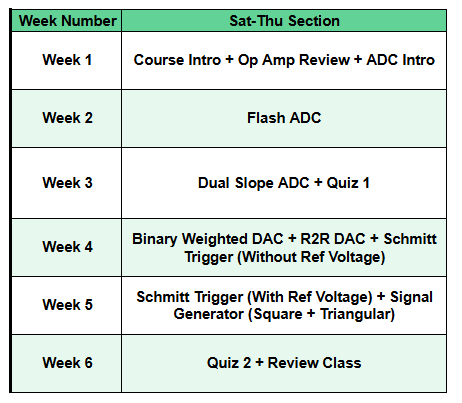 Week Number Sat-Thu Section
Week 1 Course Intro + Op Amp Review + ADC Intro
Week 2 Flash ADC
Week 3 Dual Slope ADC + Quiz 1
Week 4 Binary Weighted DAC + R2R DAC + Schmitt
Trigger (Without Ref Voltage)
Week 5 Schmitt Trigger (With Ref Voltage) + Signal
Generator (Square + Triangular)
Week 6 Quiz 2 + Review Class